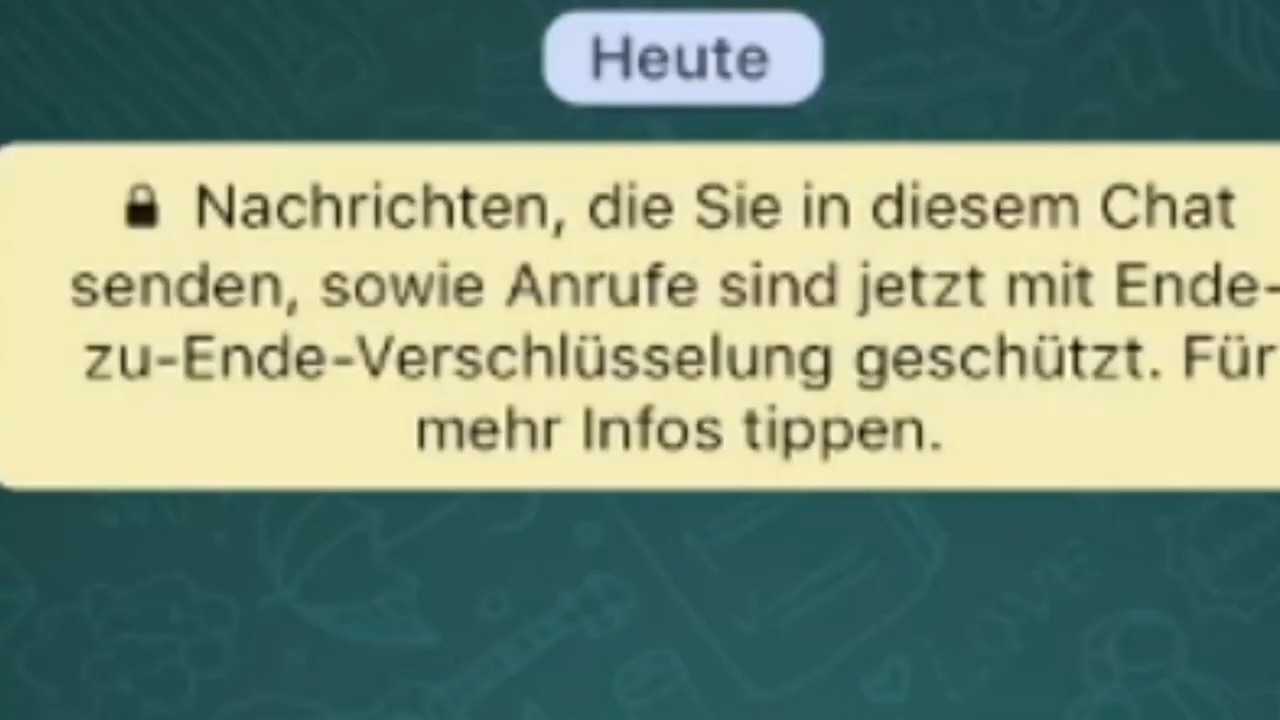 Heute
Nachrichten, die Sie in diesem Chat
senden, sowie Anrufe sind jetzt mit Ende-
zu-Ende-Verschlüsselung geschützt. Für
mehr Infos tippen.
LOVE